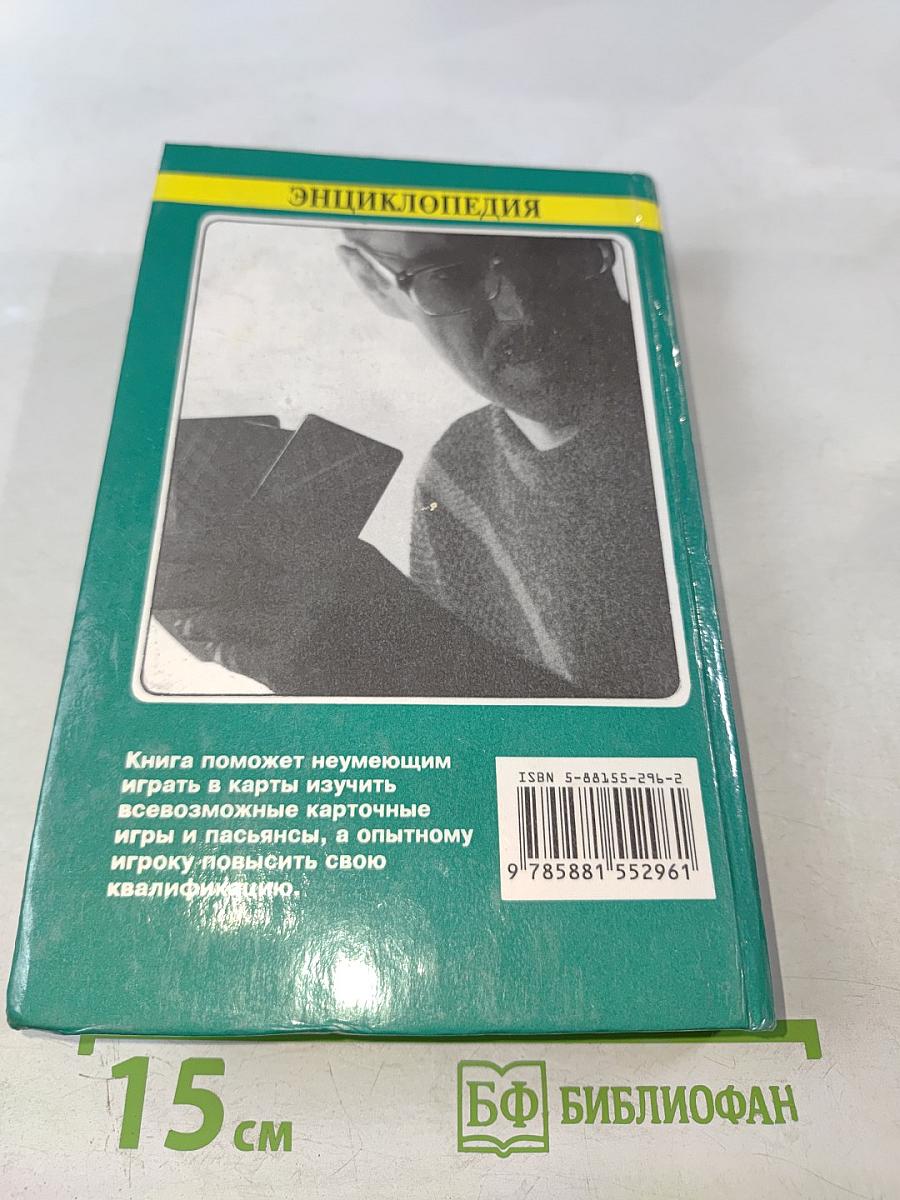 ЭНЦИКЛОПЕДИЯ
Книга поможет неумеющим
играть в карты изучить
всевозможные карточные
игры и пасьянсы, а опытному
игроку повысить свою
квалификацию.
ISBN 5-88155-296-2
9 785881 552961
15 см
БФ БИБЛИОФАН